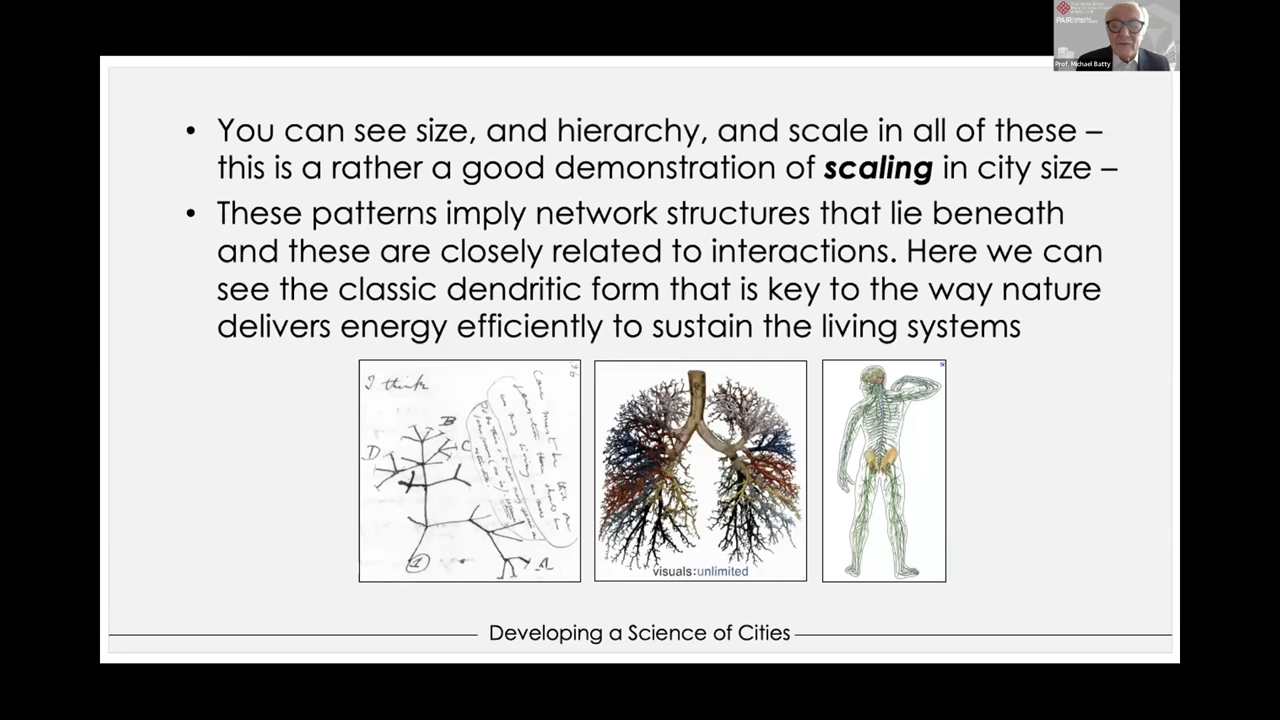 PAIR
Prof. Michael Batty
• You can see size, and hierarchy, and scale in all of these –
this is a rather a good demonstration of scaling in city size –
• These patterns imply network structures that lie beneath
and these are closely related to interactions. Here we can
see the classic dendritic form that is key to the way nature
delivers energy efficiently to sustain the living systems
I think
B
D
C
A
1
visuals:unlimited
Developing a Science of Cities